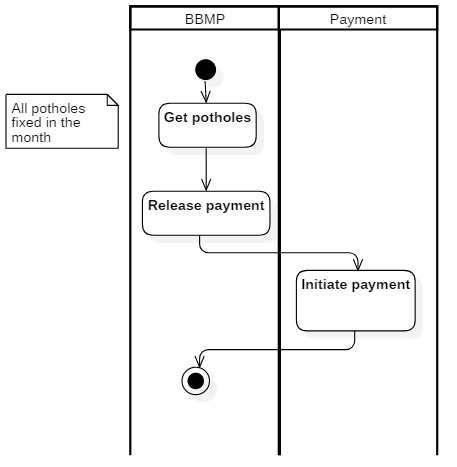 BBMP
Payment
All potholes
fixed in the
month
Get potholes
Release payment
Initiate payment